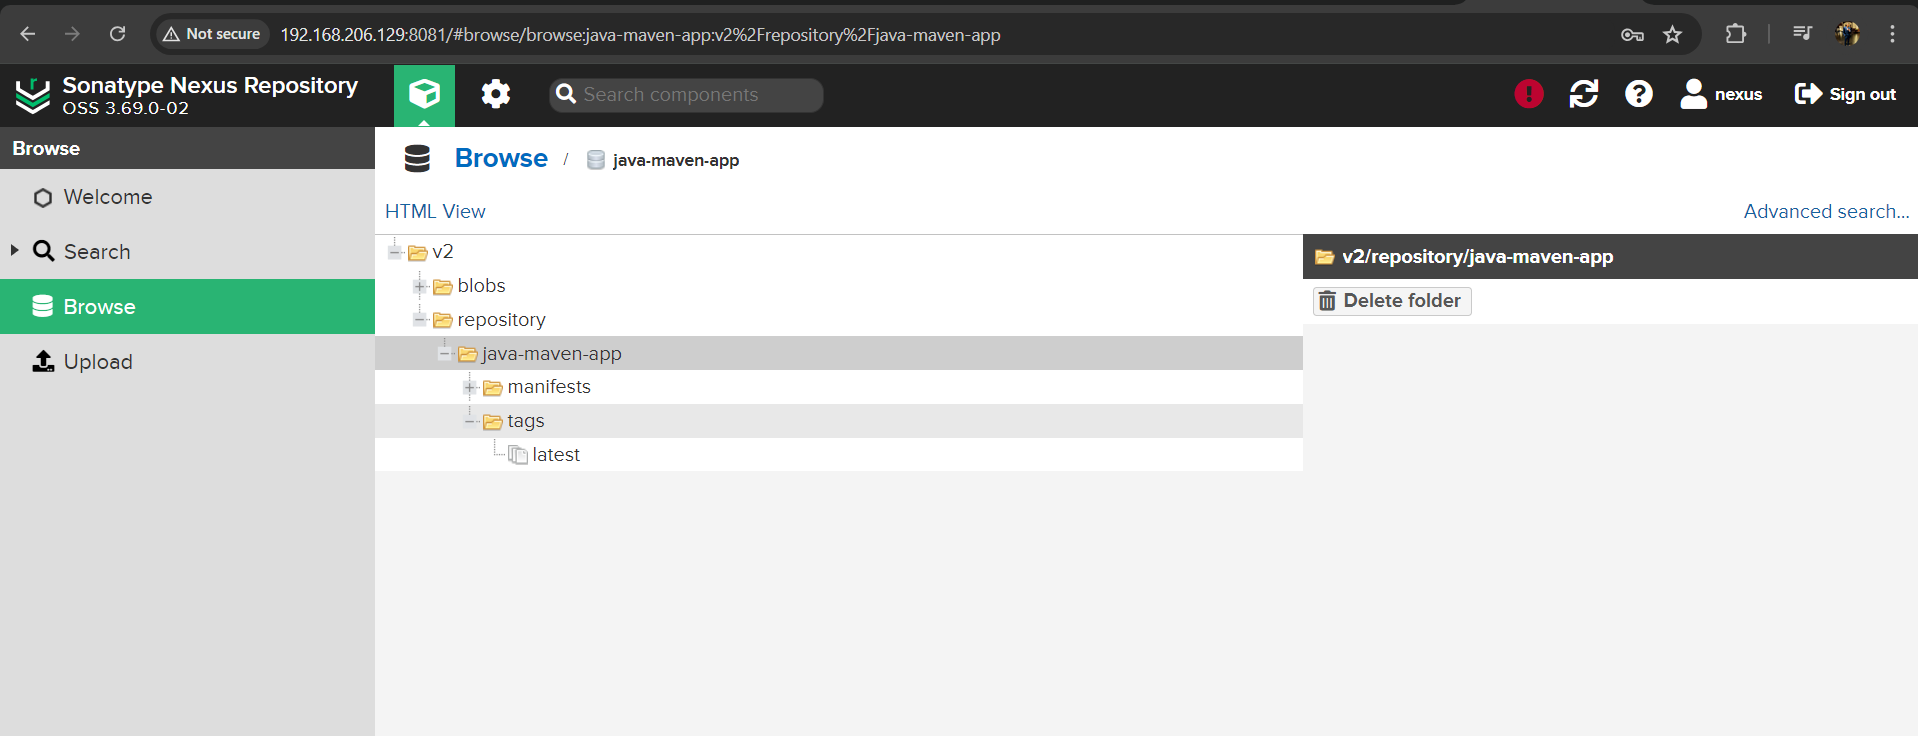 Not secure
192.168.206.129:8081/#browse/browse:java-maven-app:v2%2Frepository%2Fjava-maven-app
Sonatype Nexus Repository
OSS 3.69.0-02
Search components
nexus
Sign out
Browse
Welcome
Search
Browse
Upload
Browse / java-maven-app
HTML View
Advanced search...
v2
blobs
repository
java-maven-app
manifests
tags
latest
v2/repository/java-maven-app
Delete folder